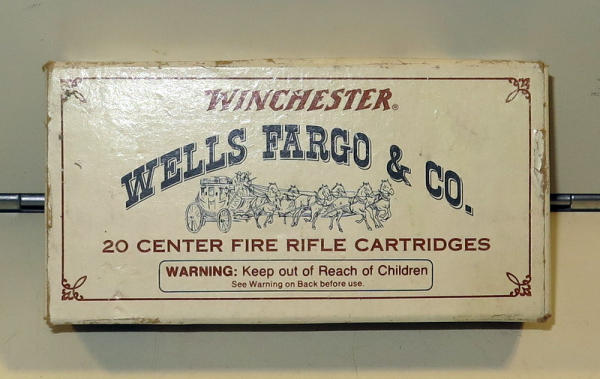 WINCHESTER®
WELLS FARGO & CO.
20 CENTER FIRE RIFLE CARTRIDGES
WARNING: Keep out of Reach of Children
See Warning on Back before use.